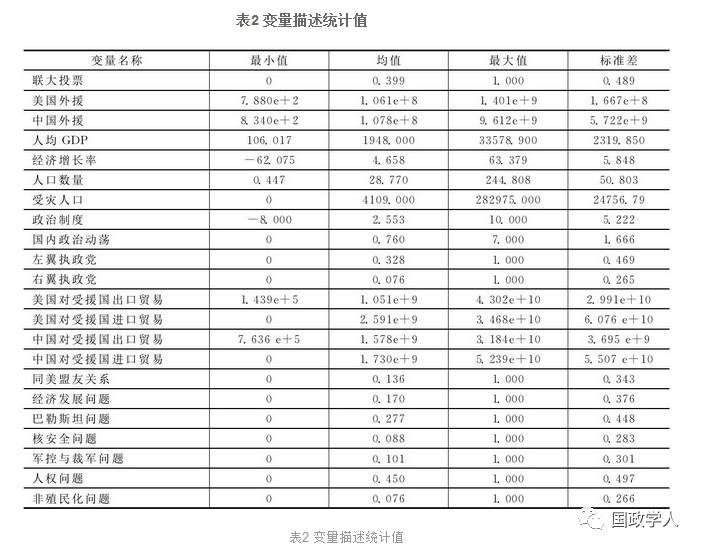 表2 变量描述统计值
变量名称 最小值 均值 最大值 标准差
联大投票 0 0.399 1.000 0.489
美国外援 7.880e+2 1.061e+8 1.401e+9 1.667e+8
中国外援 8.340e+2 1.078e+8 9.612e+9 5.722e+9
人均 GDP 106.017 1948.000 33578.900 2319.850
经济增长率 -62.075 4.658 63.379 5.848
人口数量 0.447 28.770 244.808 50.803
受灾人口 0 4109.000 282975.000 24756.79
政治制度 -8.000 2.553 10.000 5.222
国内政治动荡 0 0.760 7.000 1.666
左翼执政党 0 0.328 1.000 0.469
右翼执政党 0 0.076 1.000 0.265
美国对受援国出口贸易 1.439e+5 1.051e+9 4.302e+10 2.991e+10
美国对受援国进口贸易 0 2.591e+9 3.468e+10 6.076 e+10
中国对受援国出口贸易 7.636 e+5 1.578e+9 3.184e+10 3.695 e+9
中国对受援国进口贸易 0 1.730e+9 5.239e+10 5.507 e+10
同美盟友关系 0 0.136 1.000 0.343
经济发展问题 0 0.170 1.000 0.376
巴勒斯坦问题 0 0.277 1.000 0.448
核安全问题 0 0.088 1.000 0.283
军控与裁军问题 0 0.101 1.000 0.301
人权问题 0 0.450 1.000 0.497
非殖民化问题 0 0.076 1.000 0.266
国政学人
表2 变量描述统计值